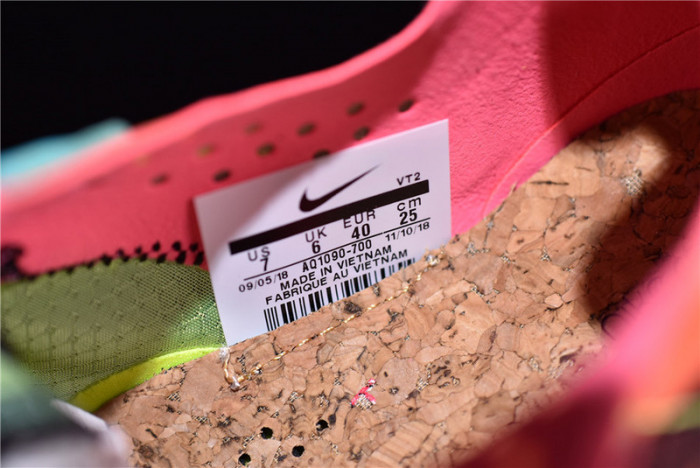 VT2
US UK EUR cm
7 6 40 25
09/05/18 AQ1090-700 11/10/18
MADE IN VIETNAM
FABRIQUE AU VIETNAM